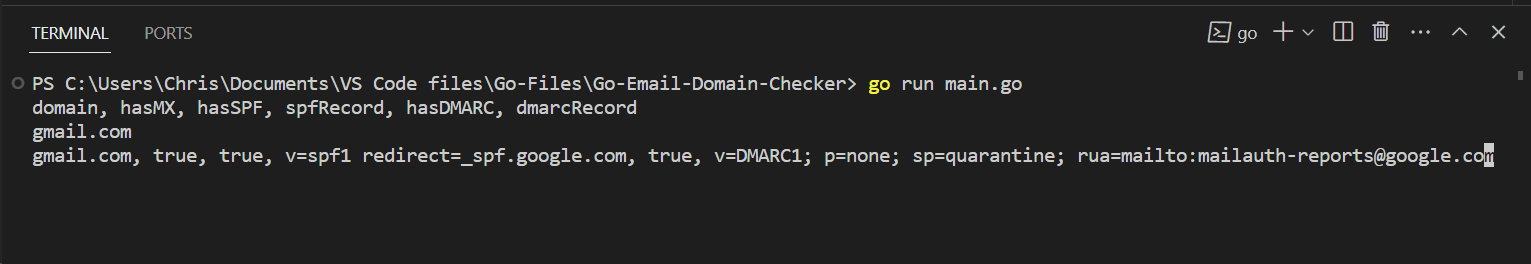 TERMINAL PORTS go
PS C:\Users\Chris\Documents\VS Code files\Go-Files\Go-Email-Domain-Checker> go run main.go
domain, hasMX, hasSPF, spfRecord, hasDMARC, dmarcRecord
gmail.com
gmail.com, true, true, v=spf1 redirect=_spf.google.com, true, v=DMARC1; p=none; sp=quarantine; rua=mailto:mailauth-reports@google.com